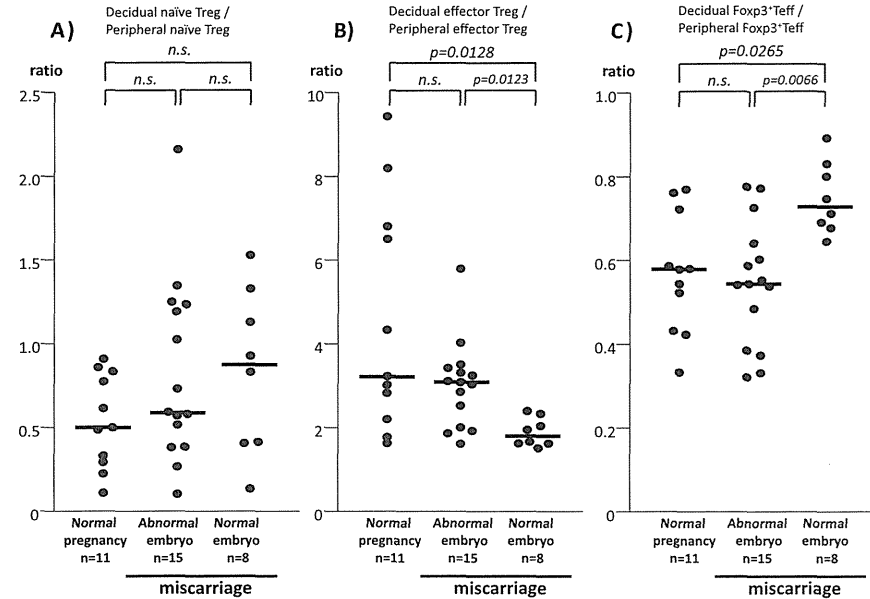 A)
Decidual naïve Treg /
Peripheral naïve Treg
n.s.
ratio
n.s.
n.s.
2.5
2.0
1.5
1.0
0.5
0
Normal
pregnancy
n=11
Abnormal
embryo
n=15
Normal
embryo
n=8
miscarriage
B)
Decidual effector Treg /
Peripheral effector Treg
p=0.0128
ratio
n.s.
p=0.0123
10
8
6
4
2
0
Normal
pregnancy
n=11
Abnormal
embryo
n=15
Normal
embryo
n=8
miscarriage
C)
Decidual Foxp3⁺Teff /
Peripheral Foxp3⁺Teff
p=0.0265
ratio
n.s.
p=0.0066
1.0
0.8
0.6
0.4
0.2
0
Normal
pregnancy
n=11
Abnormal
embryo
n=15
Normal
embryo
n=8
miscarriage